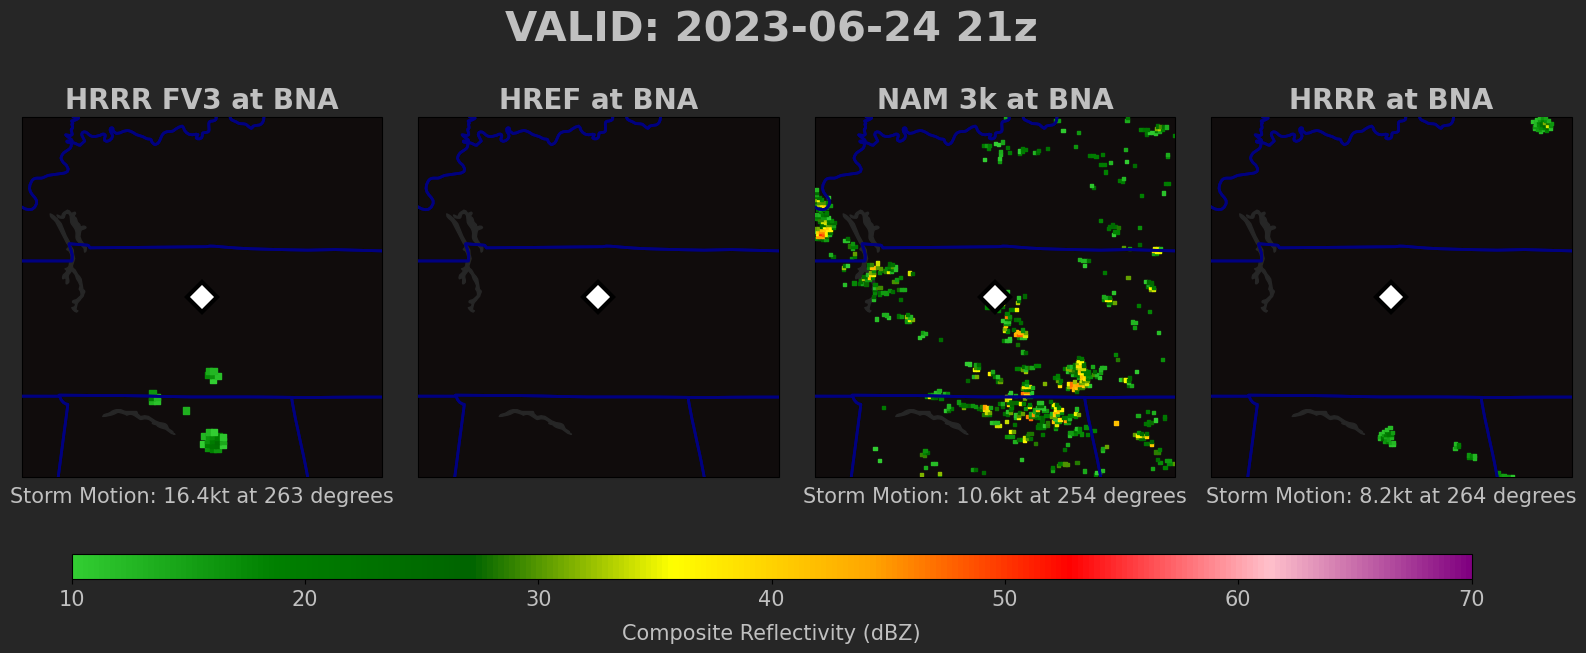 VALID: 2023-06-24 21z
HRRR FV3 at BNA
HREF at BNA
NAM 3k at BNA
HRRR at BNA
Storm Motion: 16.4kt at 263 degrees
Storm Motion: 10.6kt at 254 degrees
Storm Motion: 8.2kt at 264 degrees
10 20 30 40 50 60 70
Composite Reflectivity (dBZ)